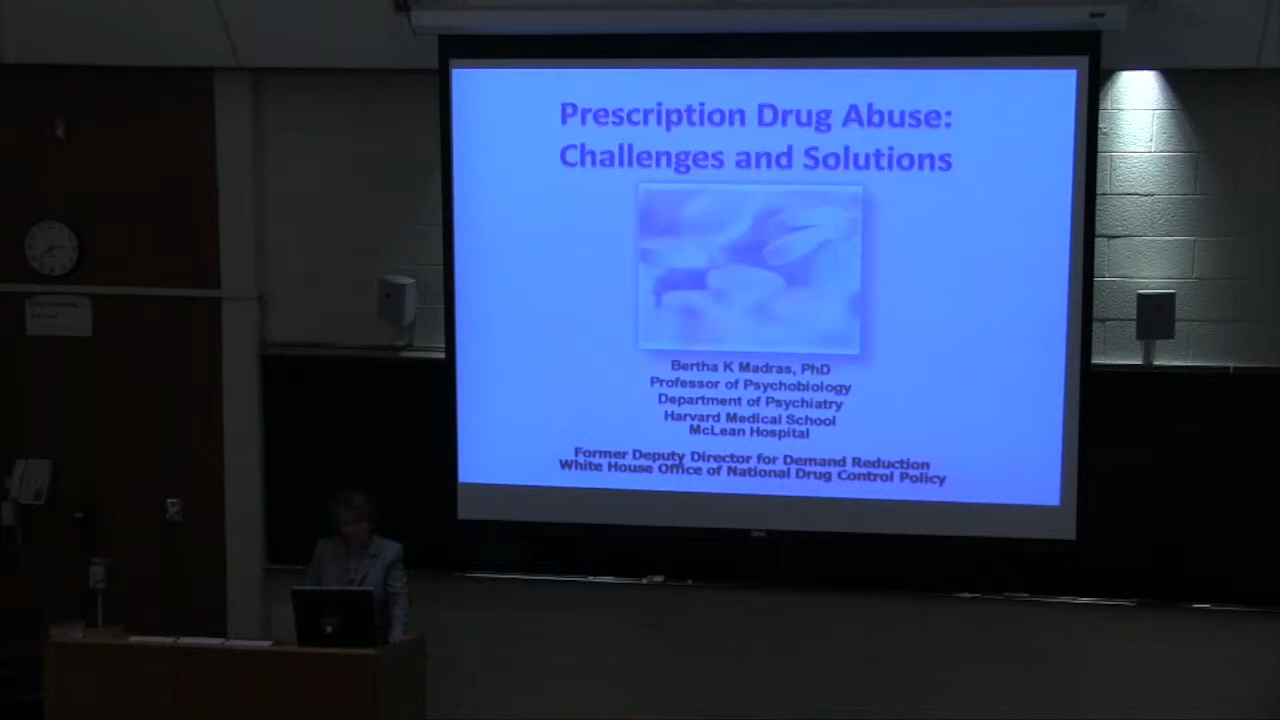 Prescription Drug Abuse:
Challenges and Solutions
Bertha K Madras, PhD
Professor of Psychobiology
Department of Psychiatry
Harvard Medical School
McLean Hospital
Former Deputy Director for Demand Reduction
White House Office of National Drug Control Policy